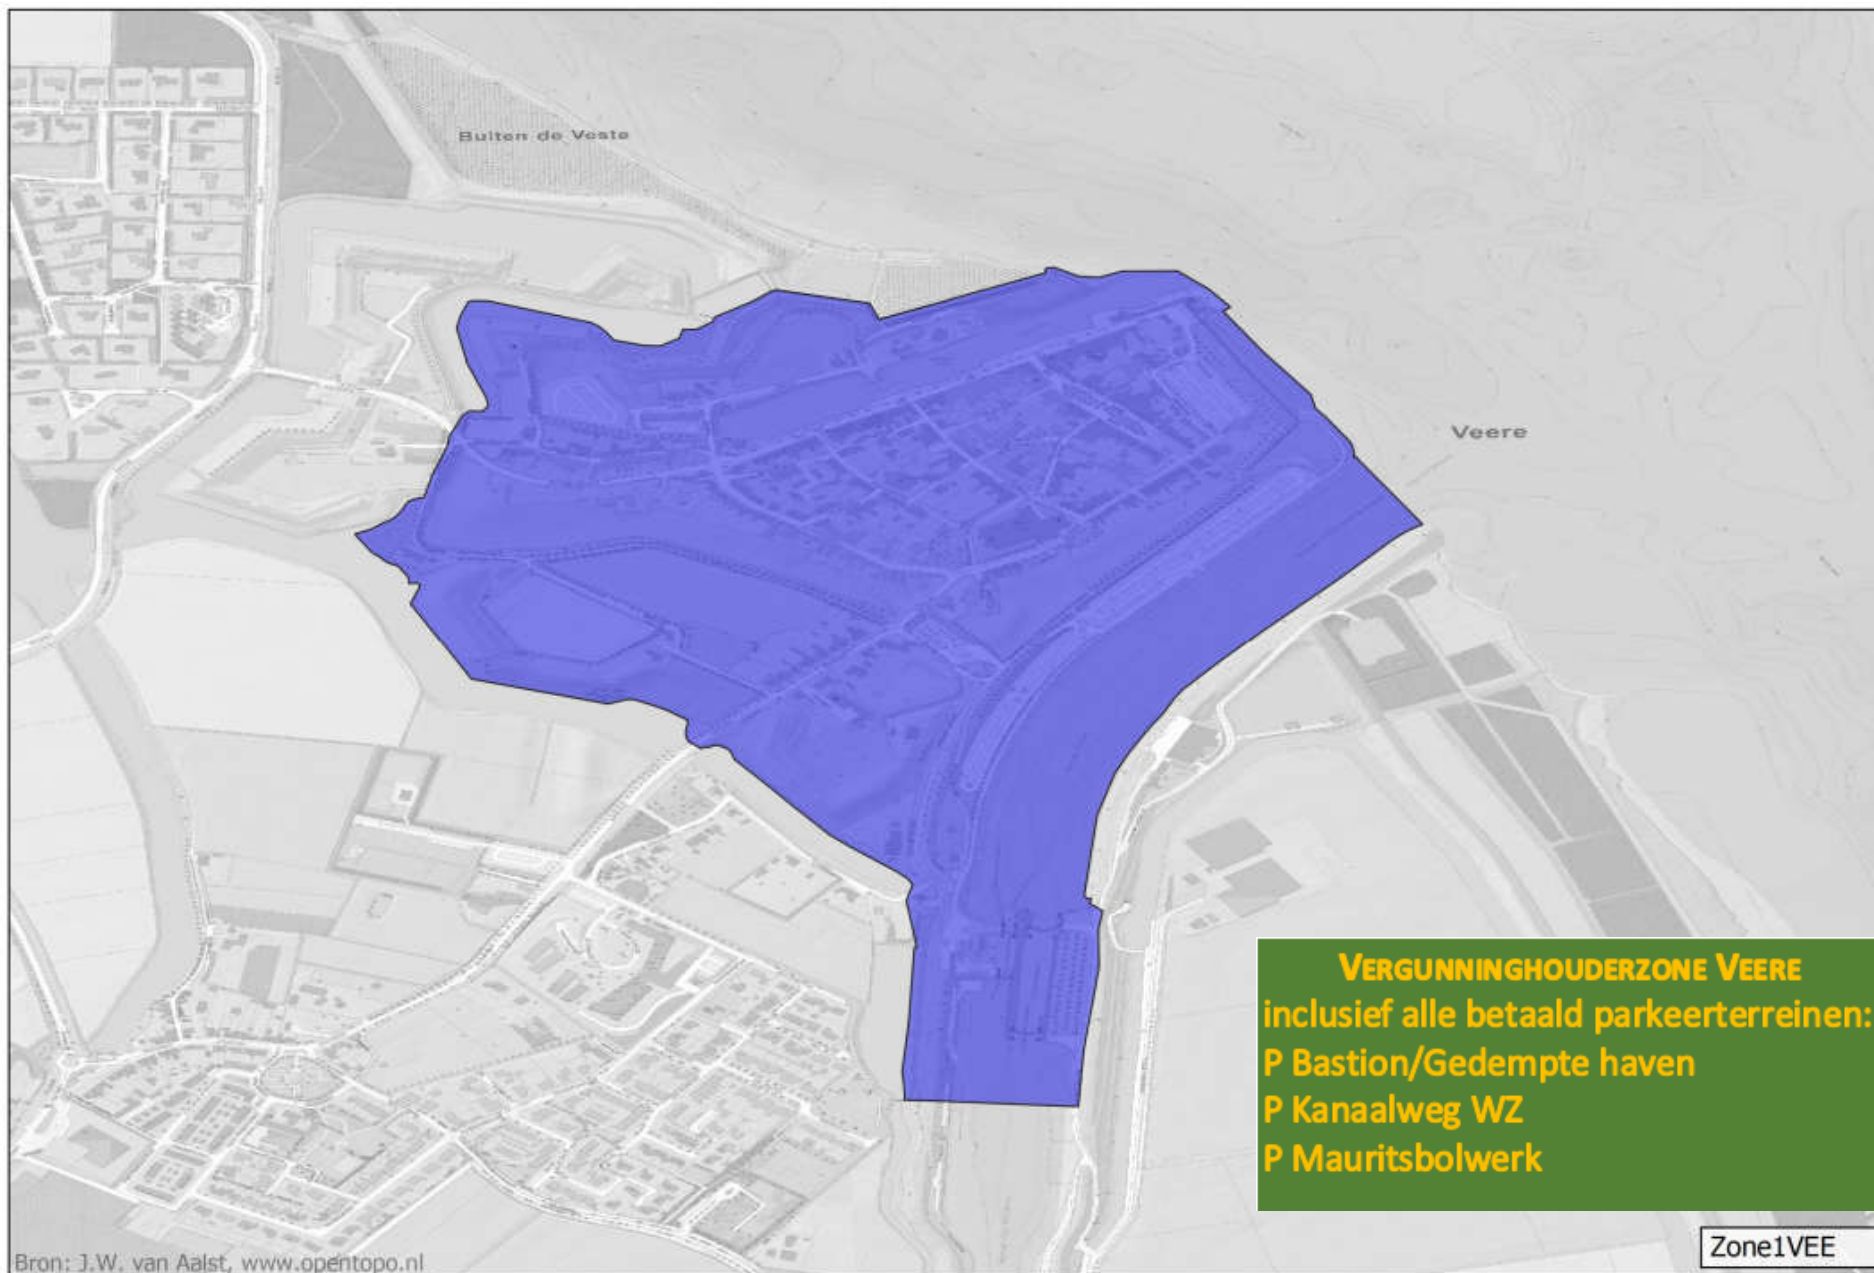 Buiten de Veste
Veere
VERGUNNINGHOUDERZONE VEERE
inclusief alle betaald parkeerterreinen:
P Bastion/Gedempte haven
P Kanaalweg WZ
P Mauritsbolwerk
Zone1VEE
Bron: J.W. van Aalst, www.opentopo.nl